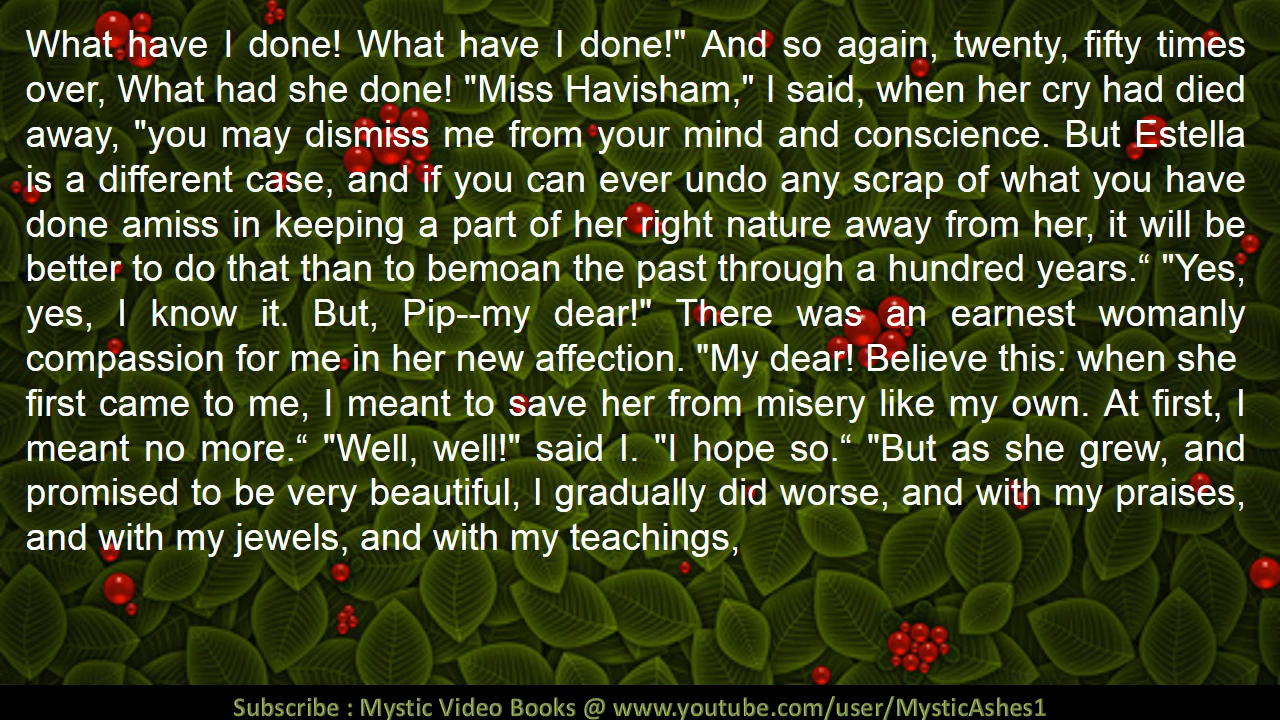 What have I done! What have I done!" And so again, twenty, fifty times
over, What had she done! "Miss Havisham," I said, when her cry had died
away, "you may dismiss me from your mind and conscience. But Estella
is a different case, and if you can ever undo any scrap of what you have
done amiss in keeping a part of her right nature away from her, it will be
better to do that than to bemoan the past through a hundred years.“ "Yes,
yes, I know it. But, Pip--my dear!" There was an earnest womanly
compassion for me in her new affection. "My dear! Believe this: when she
first came to me, I meant to save her from misery like my own. At first, I
meant no more.“ "Well, well!" said I. "I hope so.“ "But as she grew, and
promised to be very beautiful, I gradually did worse, and with my praises,
and with my jewels, and with my teachings,
Subscribe : Mystic Video Books @ www.youtube.com/user/MysticAshes1